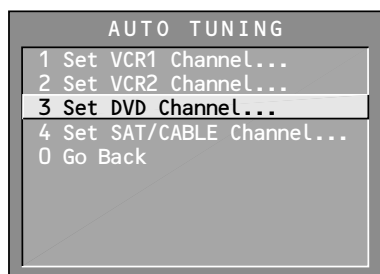 AUTO TUNING
1 Set VCR1 Channel...
2 Set VCR2 Channel...
3 Set DVD Channel...
4 Set SAT/CABLE Channel...
0 Go Back